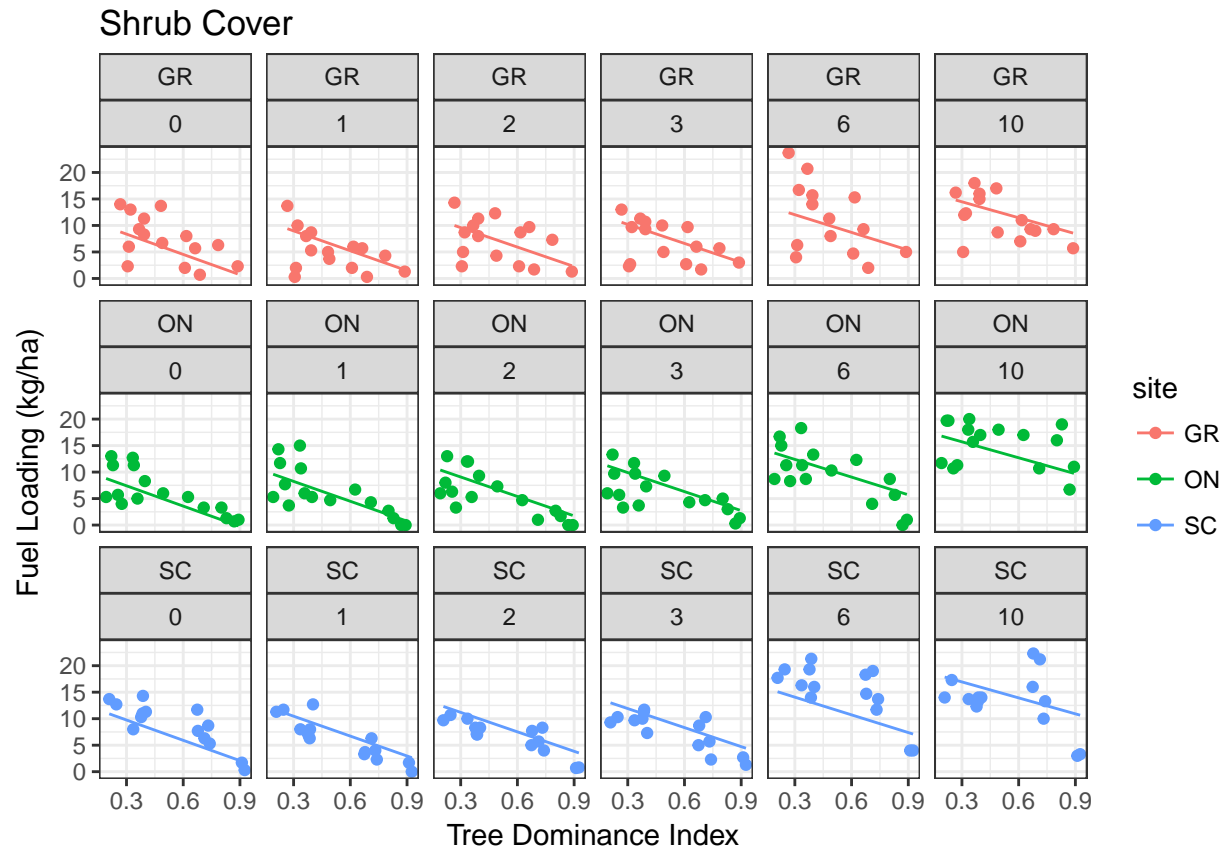 Shrub Cover
GR GR GR GR GR GR
0 1 2 3 6 10
20
15
10
5
0
ON ON ON ON ON ON
0 1 2 3 6 10
20
15
10
5
0
SC SC SC SC SC SC
0 1 2 3 6 10
20
15
10
5
0
0.3 0.6 0.9 0.3 0.6 0.9 0.3 0.6 0.9 0.3 0.6 0.9 0.3 0.6 0.9 0.3 0.6 0.9
Tree Dominance Index
Fuel Loading (kg/ha)
site
GR
ON
SC